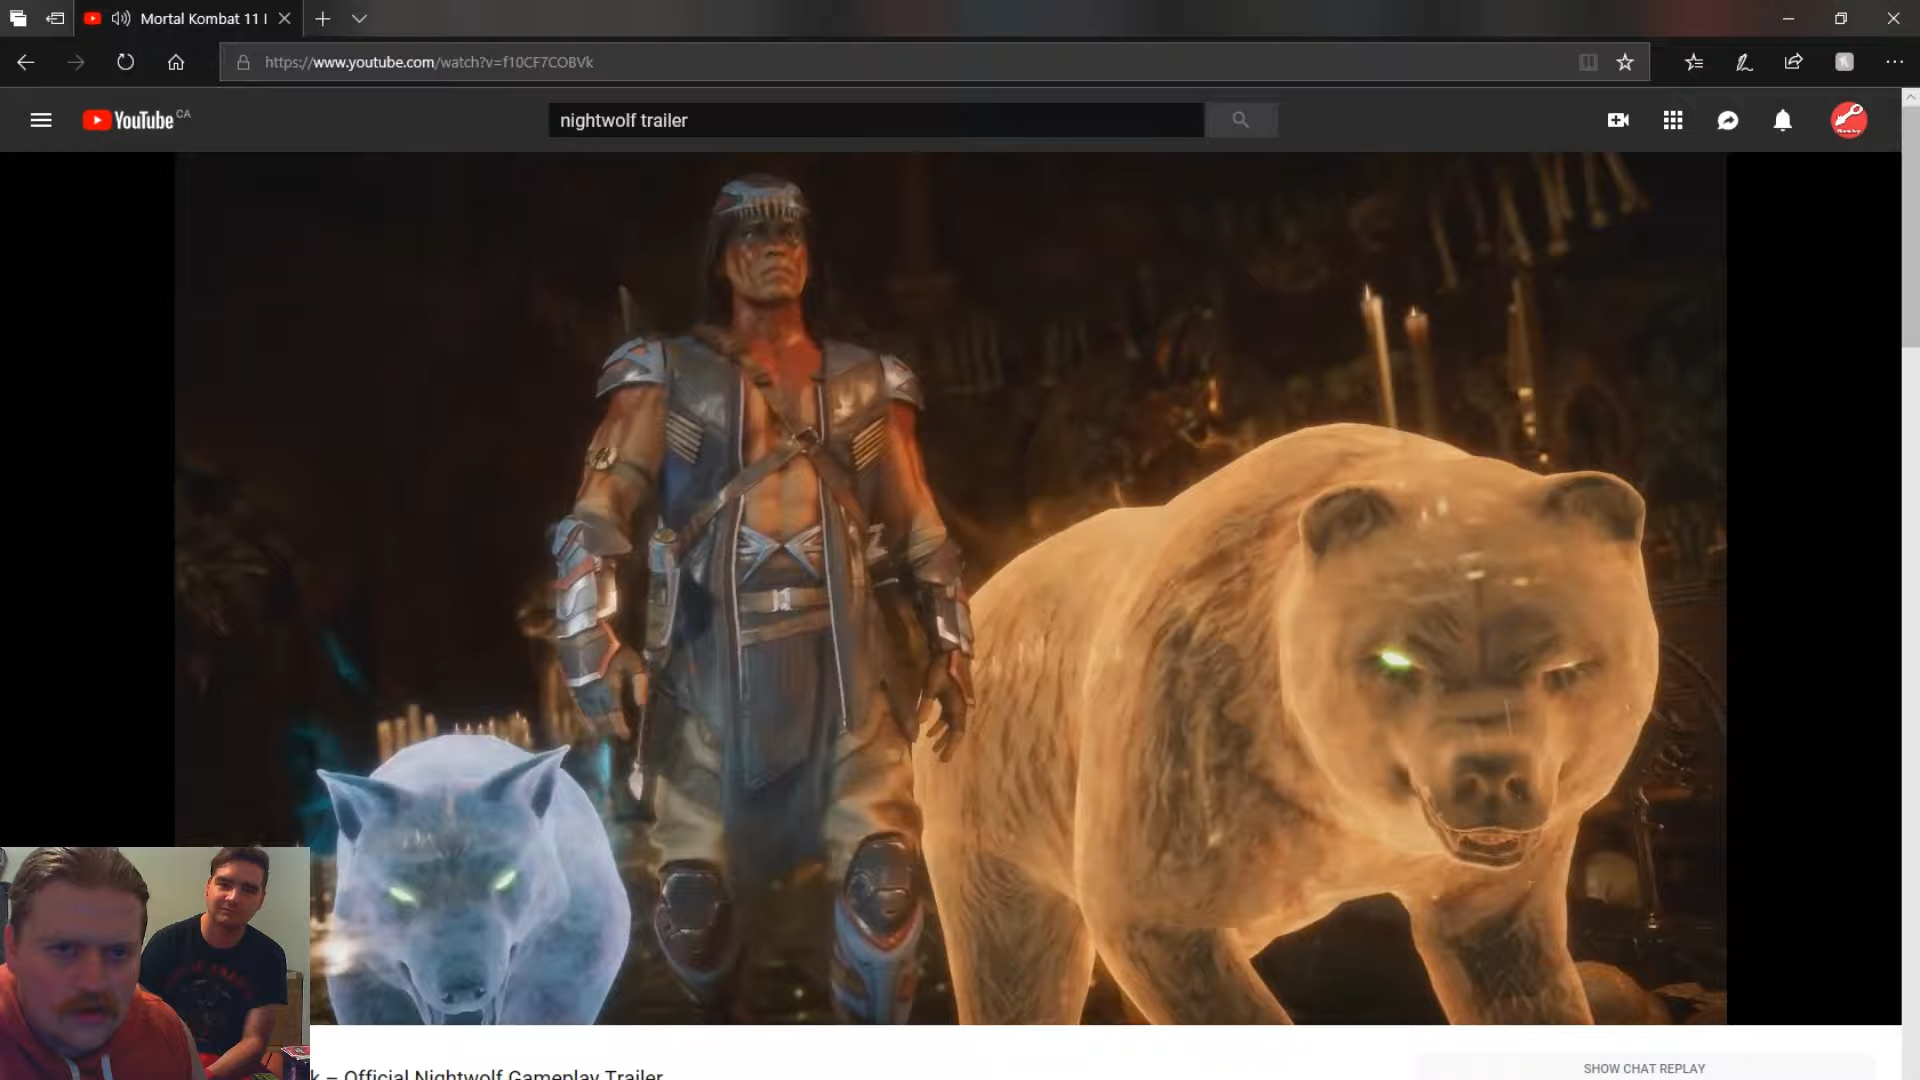 Mortal Kombat 11
https://www.youtube.com/watch?v=f10CF7COBVk
YouTube CA
nightwolf trailer
k – Official Nightwolf Gameplay Trailer
SHOW CHAT REPLAY